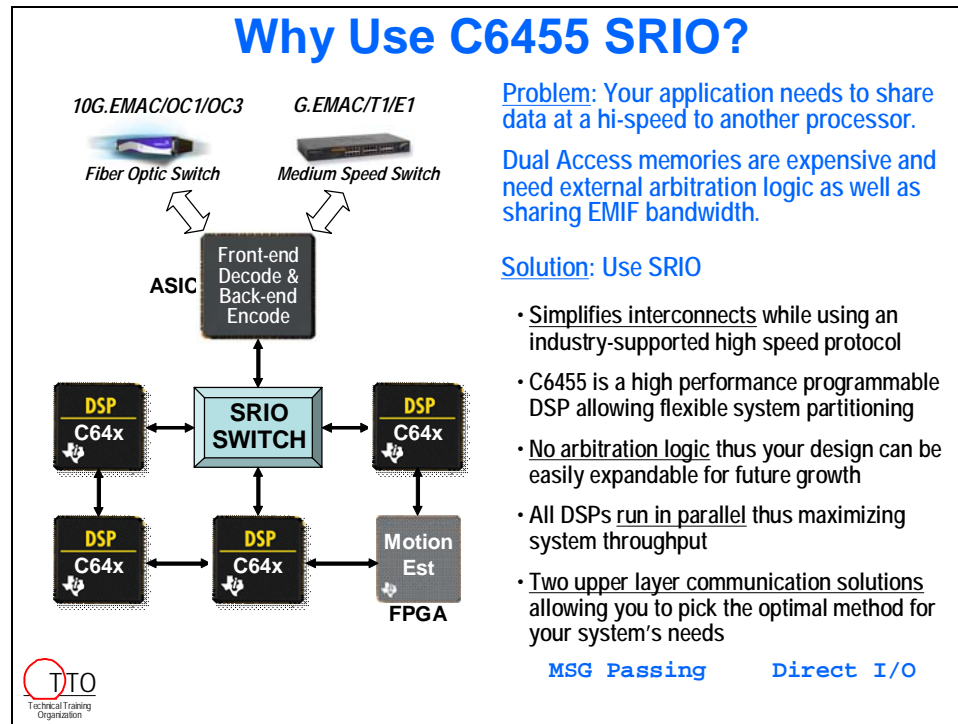 Why Use C6455 SRIO?
10G.EMAC/OC1/OC3
G.EMAC/T1/E1
Fiber Optic Switch
Medium Speed Switch
ASIC
Front-end
Decode &
Back-end
Encode
DSP
C64x
SRIO
SWITCH
DSP
C64x
DSP
C64x
DSP
C64x
Motion
Est
FPGA
Problem: Your application needs to share
data at a hi-speed to another processor.
Dual Access memories are expensive and
need external arbitration logic as well as
sharing EMIF bandwidth.
Solution: Use SRIO
• Simplifies interconnects while using an
industry-supported high speed protocol
• C6455 is a high performance programmable
DSP allowing flexible system partitioning
• No arbitration logic thus your design can be
easily expandable for future growth
• All DSPs run in parallel thus maximizing
system throughput
• Two upper layer communication solutions
allowing you to pick the optimal method for
your system's needs
MSG Passing Direct I/O
TTO
Technical Training
Organization